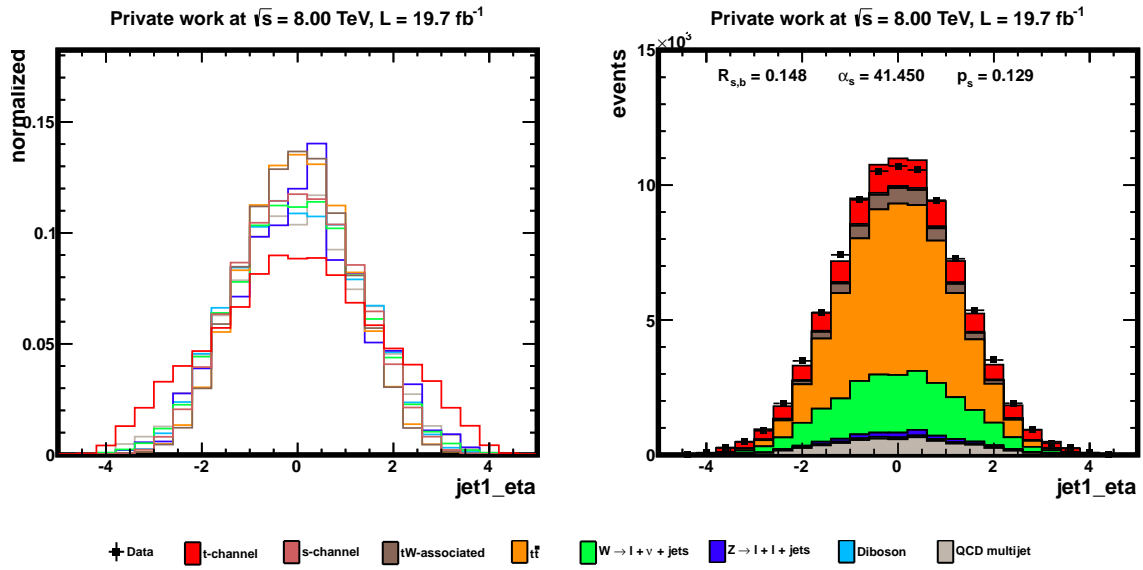 Private work at √s = 8.00 TeV, L = 19.7 fb⁻¹
normalized
0.15
0.1
0.05
0
-4 -2 0 2 4
jet1_eta
Private work at √s = 8.00 TeV, L = 19.7 fb⁻¹
×10³
events
15
10
5
0
R_s,b = 0.148 α_s = 41.450 p_s = 0.129
-4 -2 0 2 4
jet1_eta
Data t-channel s-channel tW-associated tt̄ W → l + ν + jets Z → l + l + jets Diboson QCD multijet